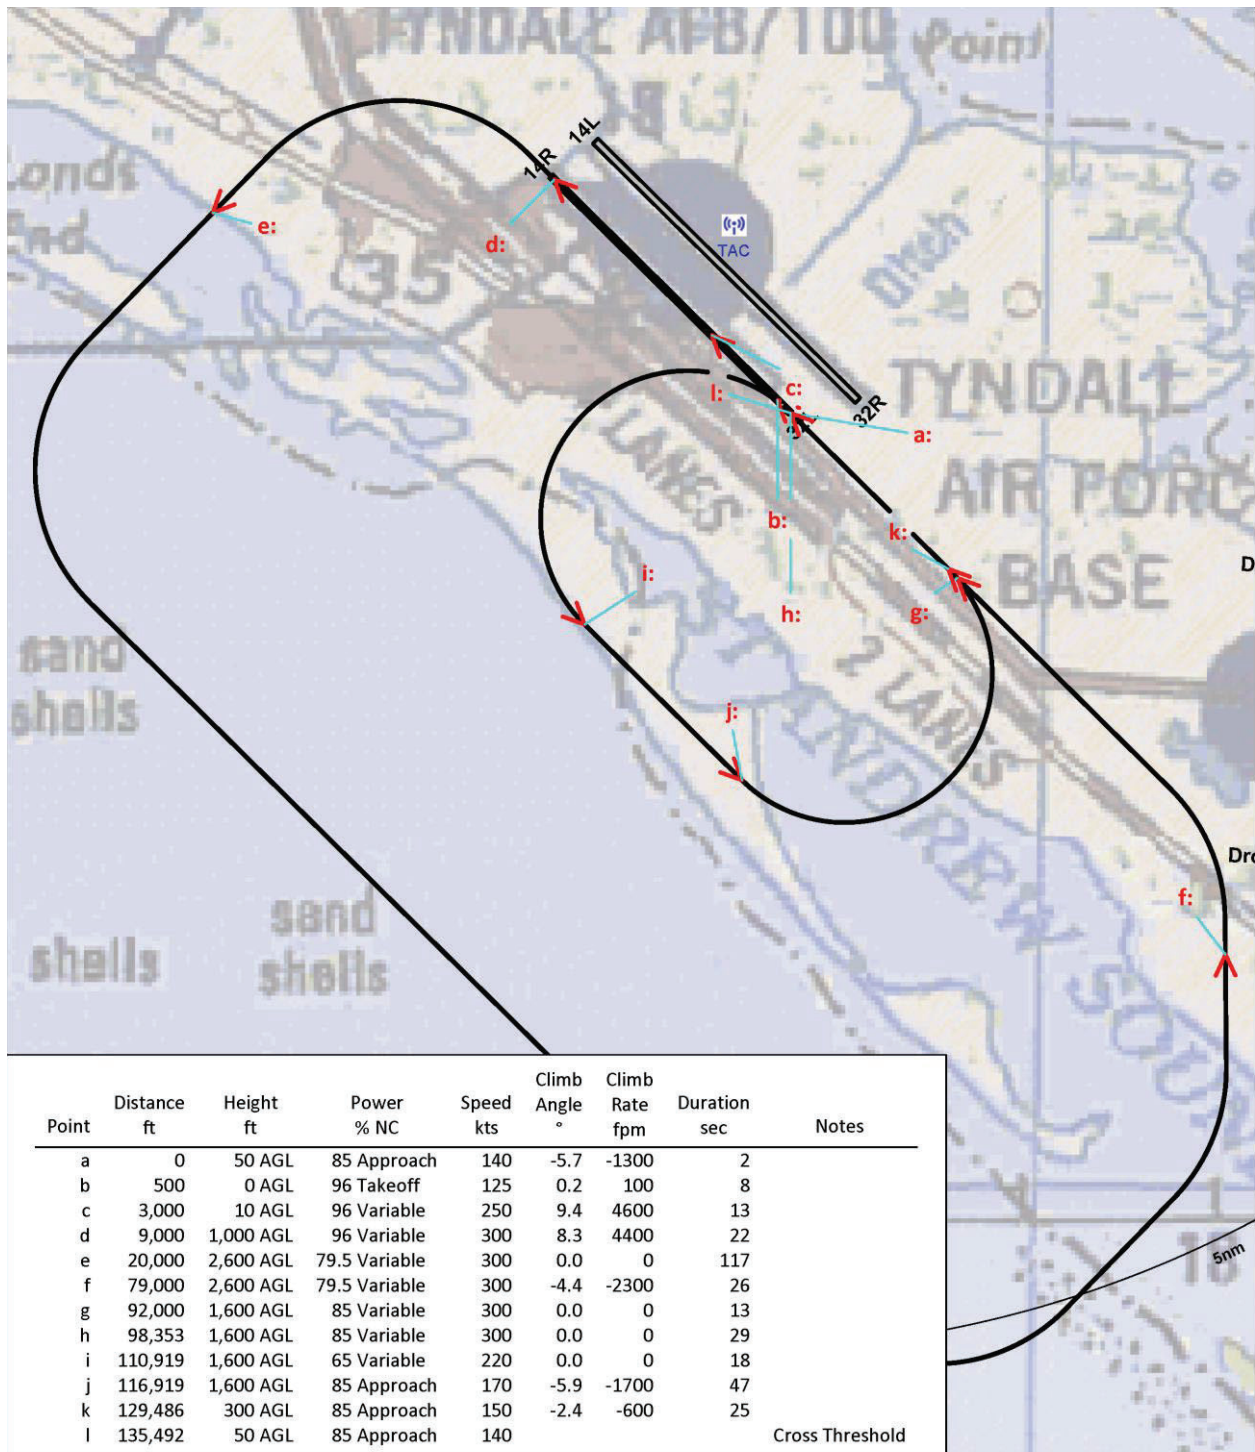 TYNDALL AFB/100
Point
14L
14R
Lands
End
e:
d:
TAC
35
c:
l:
32R
TYNDALL
a:
LANES
AIR FORC
b:
k:
BASE
D
i:
h:
g:
sand
shells
2 LANES
j:
Dro
f:
ANDREW SOUN
sand
shells
shells
1
18
5nm
Point Distance ft Height ft Power % NC Speed kts Climb Angle ° Climb Rate fpm Duration sec Notes
a 0 50 AGL 85 Approach 140 -5.7 -1300 2
b 500 0 AGL 96 Takeoff 125 0.2 100 8
c 3,000 10 AGL 96 Variable 250 9.4 4600 13
d 9,000 1,000 AGL 96 Variable 300 8.3 4400 22
e 20,000 2,600 AGL 79.5 Variable 300 0.0 0 117
f 79,000 2,600 AGL 79.5 Variable 300 -4.4 -2300 26
g 92,000 1,600 AGL 85 Variable 300 0.0 0 13
h 98,353 1,600 AGL 85 Variable 300 0.0 0 29
i 110,919 1,600 AGL 65 Variable 220 0.0 0 18
j 116,919 1,600 AGL 85 Approach 170 -5.9 -1700 47
k 129,486 300 AGL 85 Approach 150 -2.4 -600 25
l 135,492 50 AGL 85 Approach 140 Cross Threshold